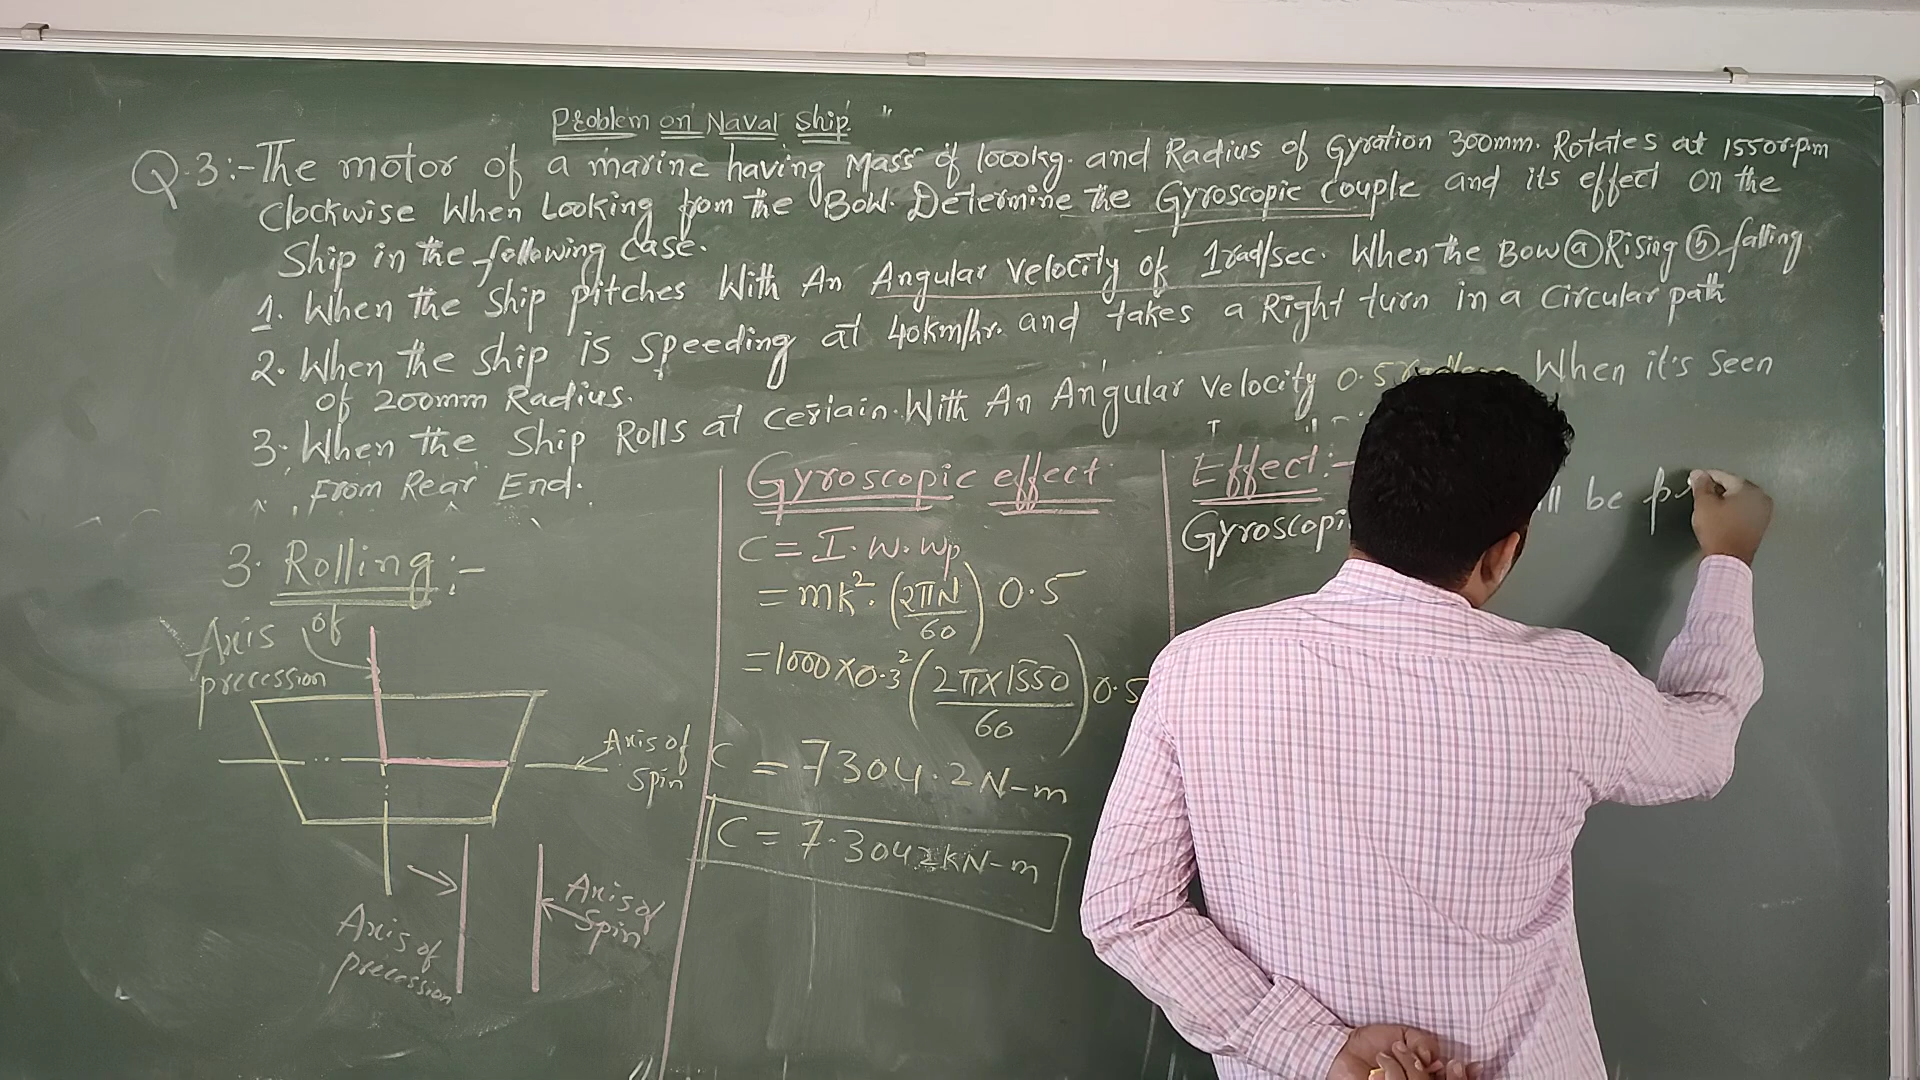 Problem on Naval Ship "
Q.3:- The motor of a marine having Mass of 1000kg. and Radius of Gyration 300mm. Rotates at 1550r.pm
Clockwise When Looking from the Bow. Determine the Gyroscopic couple and its effect on the
Ship in the following Case.
1. When the Ship pitches With An Angular Velocity of 1rad/sec. When the Bow (a) Rising (b) falling
2. When the ship is speeding at 40km/hr. and takes a Right turn in a Circular path
of 200mm Radius.
3. When the Ship Rolls at Certain. With An Angular Velocity 0.5 When it's seen
From Rear End.
3. Rolling :-
Axis of
precession
Axis of
Spin
Axis of
precession
Axis of
Spin
Gyroscopic effect
C = I. w. wp
= mk². (2πN/60) 0.5
= 1000 x 0.3² (2π x 1550/60) 0.5
C = 7304.2 N-m
C = 7.3042 kN-m
Effect :-
be